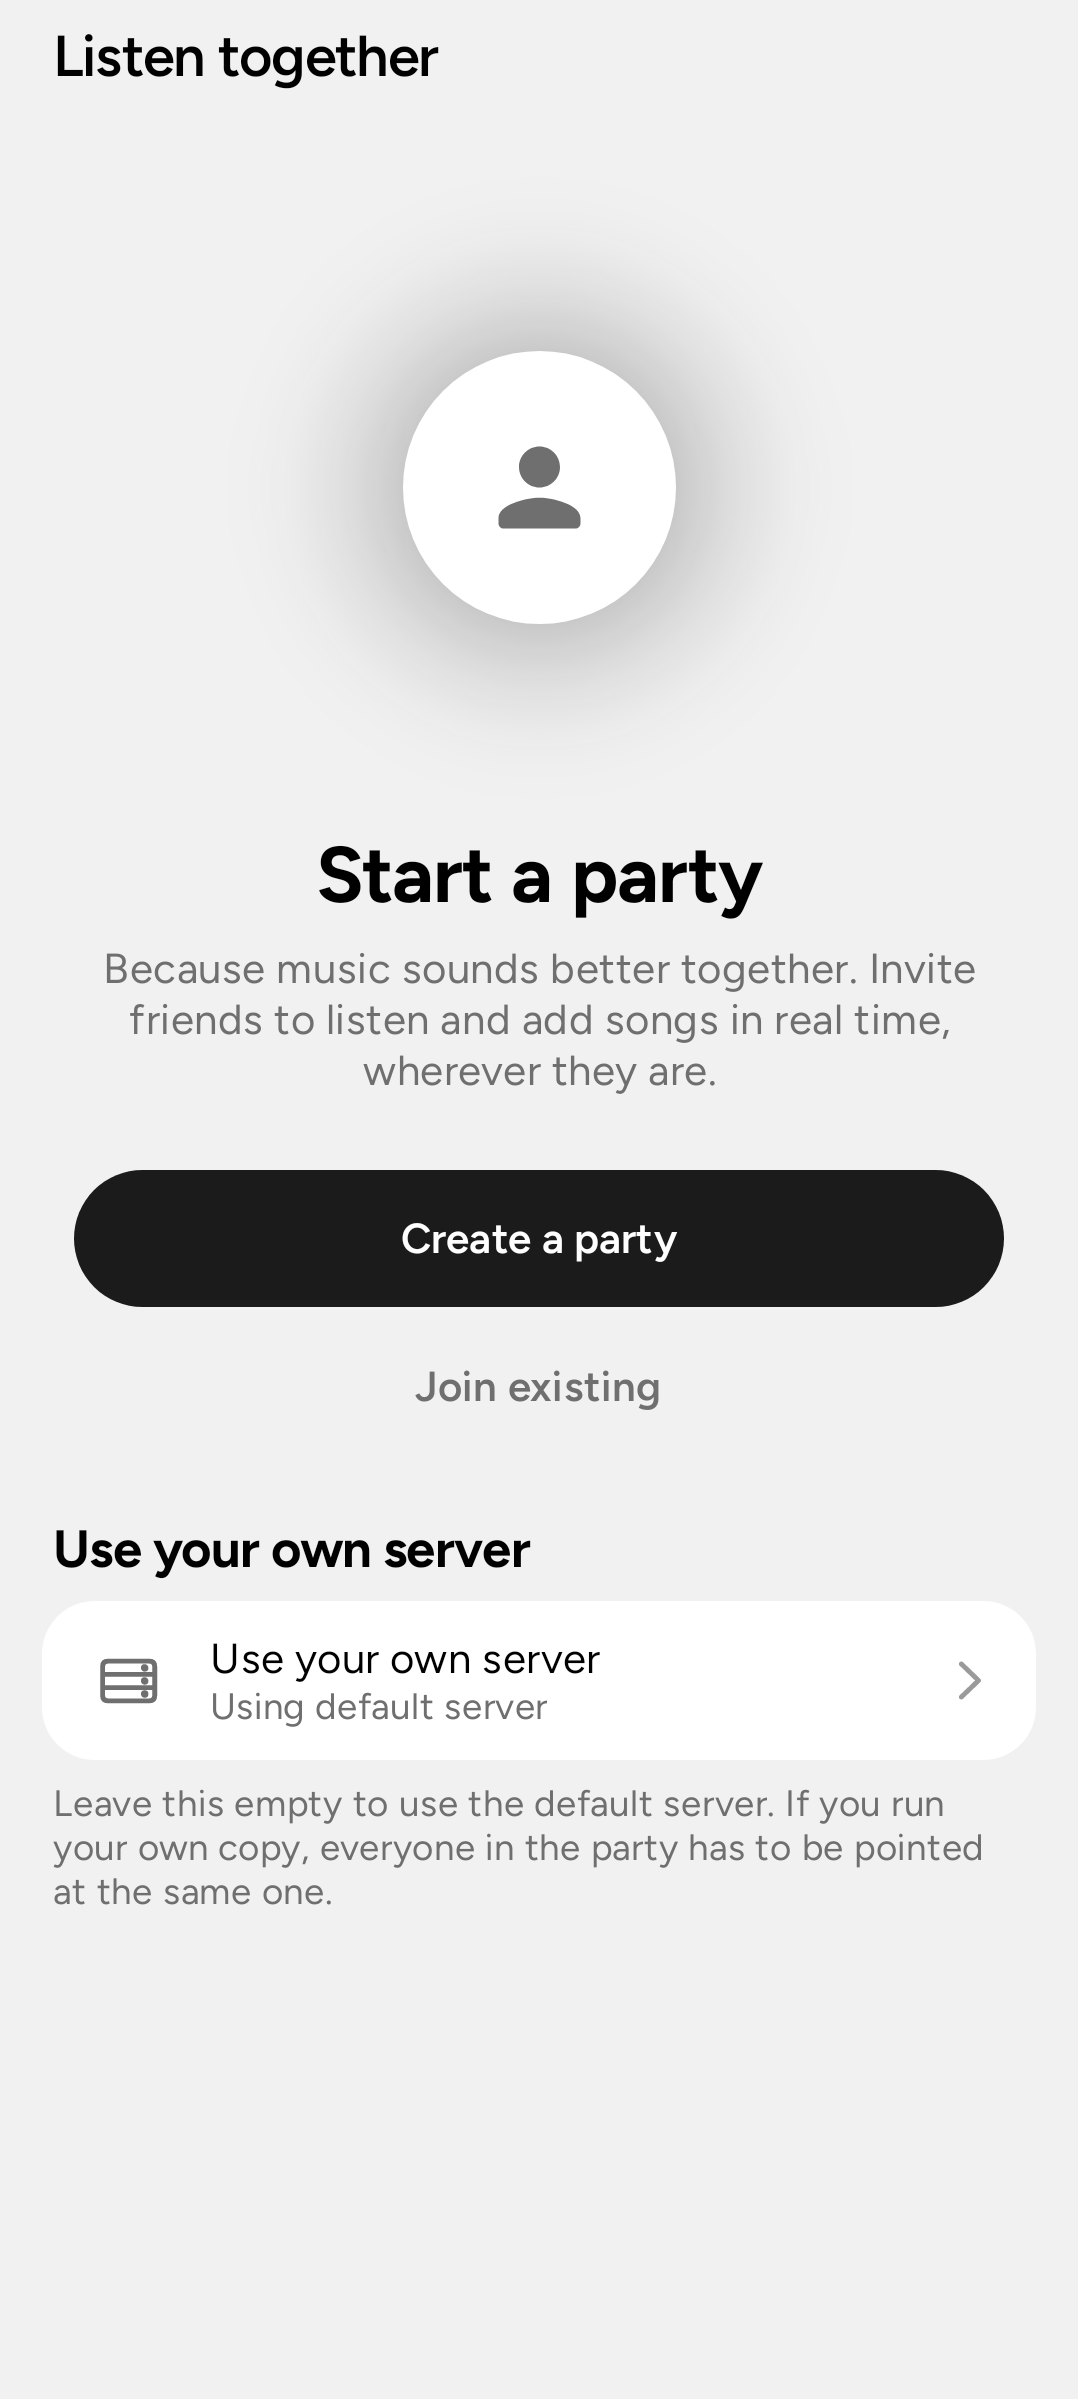 Listen together
Start a party
Because music sounds better together. Invite
friends to listen and add songs in real time,
wherever they are.
Create a party
Join existing
Use your own server
Use your own server
Using default server
Leave this empty to use the default server. If you run
your own copy, everyone in the party has to be pointed
at the same one.